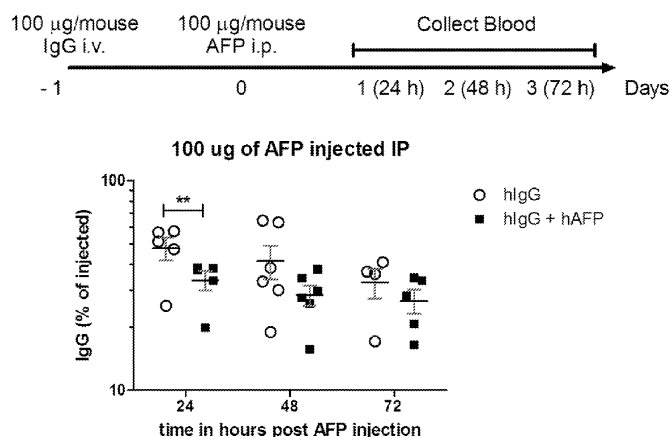 100 µg/mouse 100 µg/mouse Collect Blood
IgG i.v. AFP i.p.
- 1 0 1 (24 h) 2 (48 h) 3 (72 h) Days
100 ug of AFP injected IP
100
**
hIgG
hIgG + hAFP
IgG (% of injected)
10
24 48 72
time in hours post AFP injection